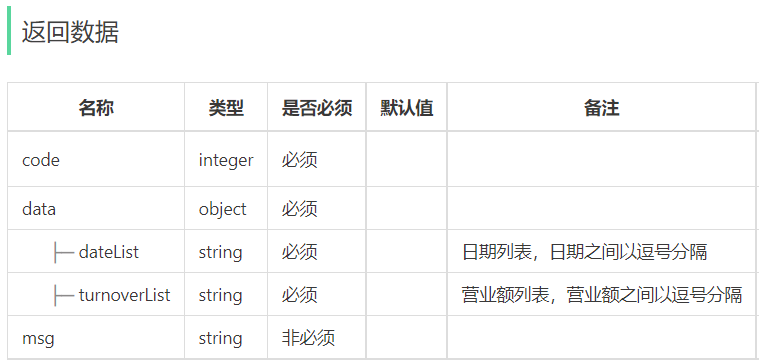 返回数据
名称 类型 是否必须 默认值 备注
code integer 必须
data object 必须
├─ dateList string 必须 日期列表，日期之间以逗号分隔
├─ turnoverList string 必须 营业额列表，营业额之间以逗号分隔
msg string 非必须